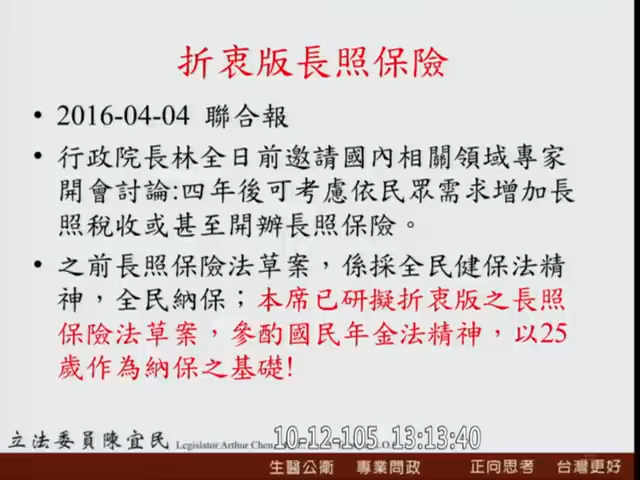 折衷版長照保險
• 2016-04-04 聯合報
• 行政院長林全日前邀請國內相關領域專家
開會討論:四年後可考慮依民眾需求增加長
照稅收或甚至開辦長照保險。
• 之前長照保險法草案，係採全民健保法精
神，全民納保；本席已研擬折衷版之長照
保險法草案，參酌國民年金法精神，以25
歲作為納保之基礎!
立法委員陳宜民 Legislator Arthur Chen,
10-12-105 13:13:40
生醫公衛 專業問政 正向思考 台灣更好